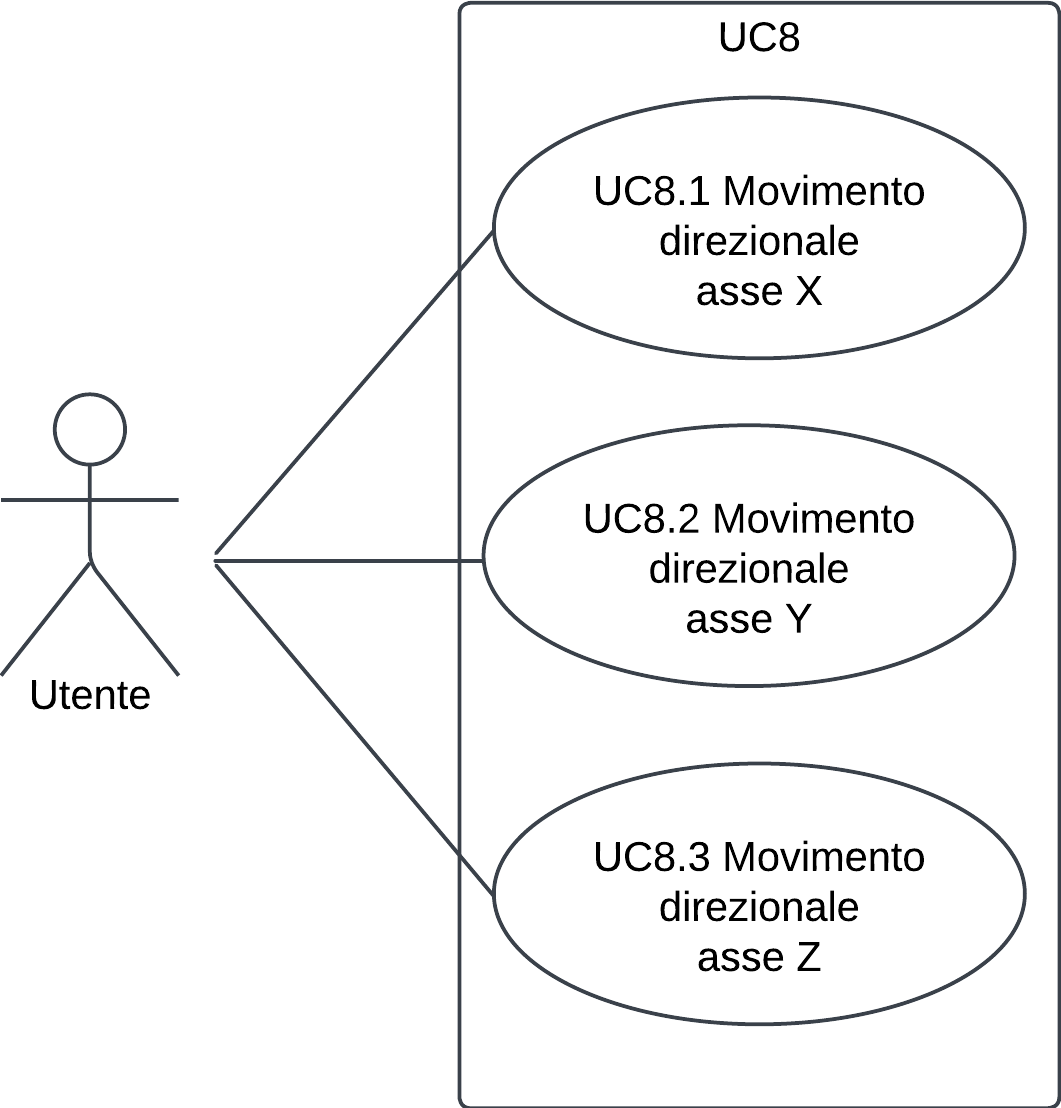 UC8
UC8.1 Movimento
direzionale
asse X
UC8.2 Movimento
direzionale
asse Y
Utente
UC8.3 Movimento
direzionale
asse Z